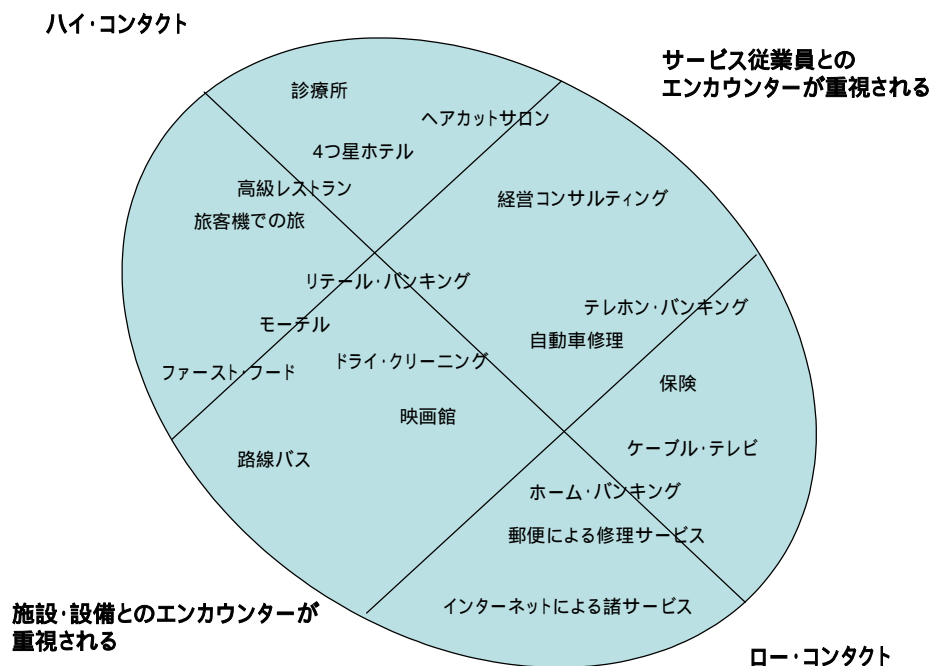 ハイ・コンタクト
サービス従業員との
エンカウンターが重視される
診療所
ヘアカットサロン
4つ星ホテル
高級レストラン
経営コンサルティング
旅客機での旅
リテール・バンキング
テレホン・バンキング
モーテル
自動車修理
ドライ・クリーニング
ファースト・フード
保険
映画館
ケーブル・テレビ
路線バス
ホーム・バンキング
郵便による修理サービス
インターネットによる諸サービス
施設・設備とのエンカウンターが
重視される
ロー・コンタクト